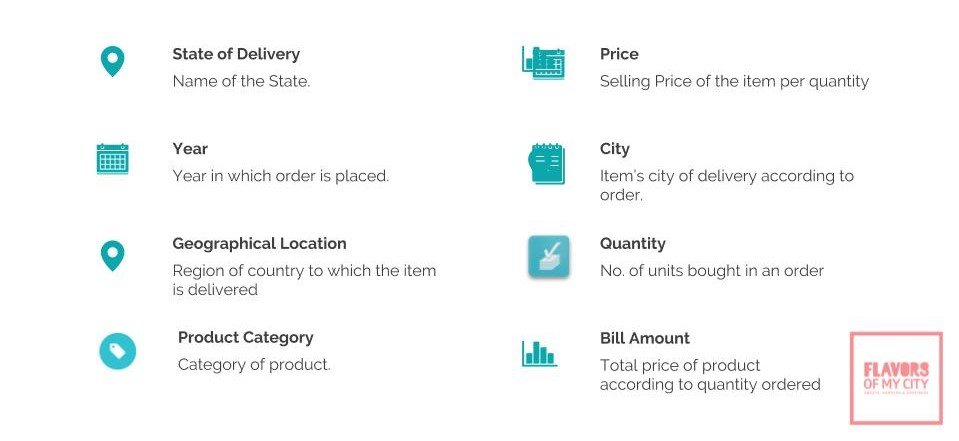 State of Delivery
Name of the State.
Year
Year in which order is placed.
Geographical Location
Region of country to which the item
is delivered
Product Category
Category of product.
Price
Selling Price of the item per quantity
City
Item's city of delivery according to
order.
Quantity
No. of units bought in an order
Bill Amount
Total price of product
according to quantity ordered
FLAVORS
OF MY CITY